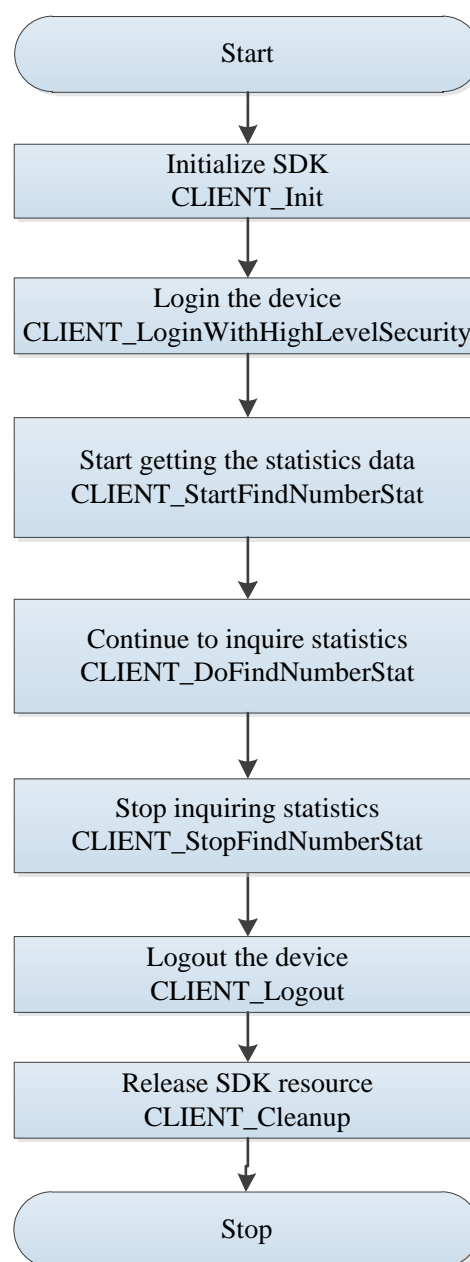 Start
Initialize SDK
CLIENT_Init
Login the device
CLIENT_LoginWithHighLevelSecurity
Start getting the statistics data
CLIENT_StartFindNumberStat
Continue to inquire statistics
CLIENT_DoFindNumberStat
Stop inquiring statistics
CLIENT_StopFindNumberStat
Logout the device
CLIENT_Logout
Release SDK resource
CLIENT_Cleanup
Stop